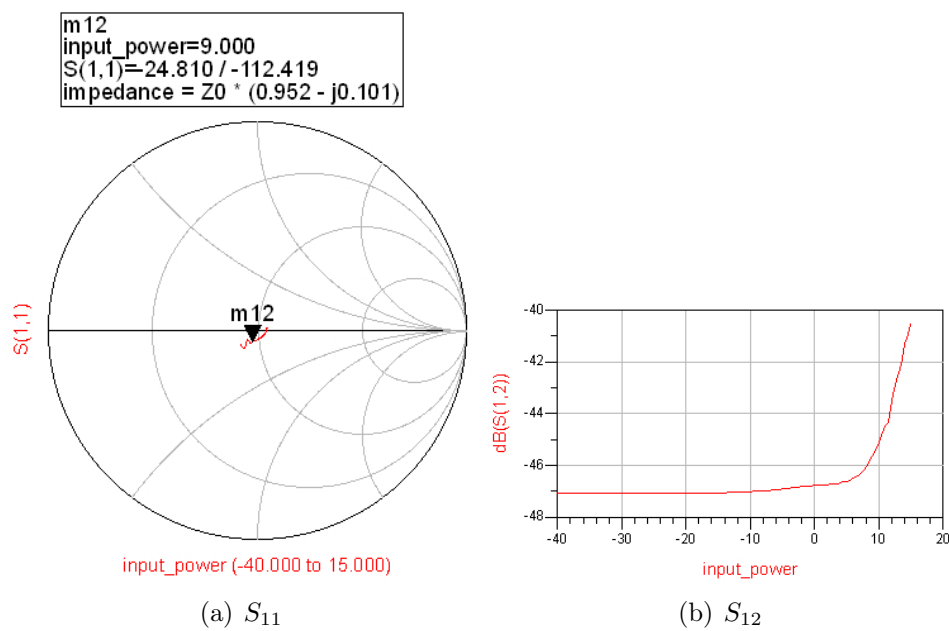 m12
input_power=9.000
S(1,1)=-24.810 / -112.419
impedance = Z0 * (0.952 - j0.101)
m12
S(1,1)
input_power (-40.000 to 15.000)
(a) S11
-40
-42
-44
-46
-48
dB(S(1,2))
-40 -30 -20 -10 0 10 20
input_power
(b) S12